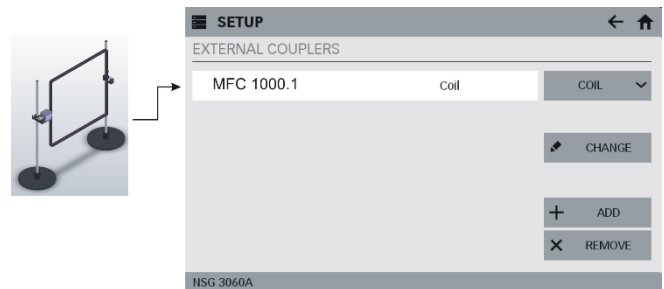 SETUP
EXTERNAL COUPLERS
MFC 1000.1 Coil COIL
CHANGE
ADD
REMOVE
NSG 3060A